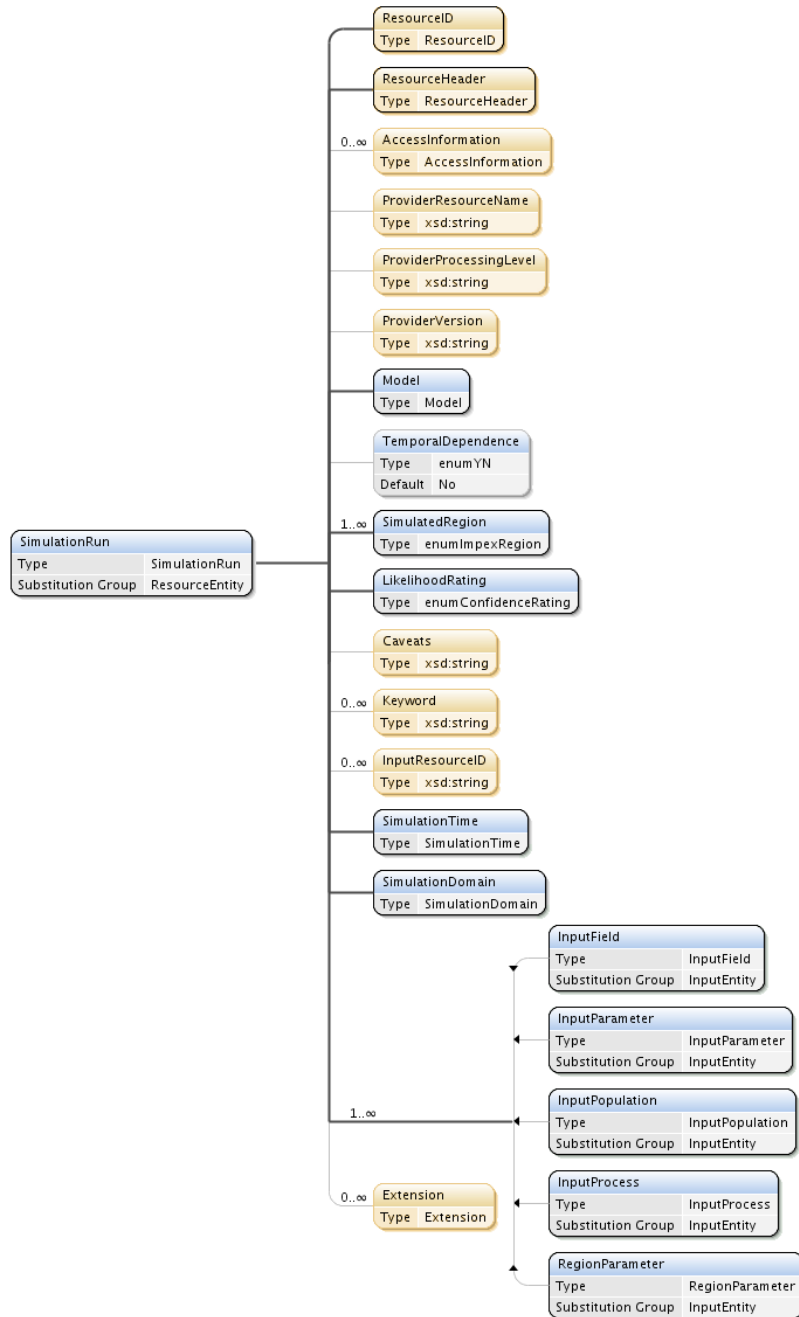 ResourceID
Type ResourceID
ResourceHeader
Type ResourceHeader
0..∞
AccessInformation
Type AccessInformation
ProviderResourceName
Type xsd:string
ProviderProcessingLevel
Type xsd:string
ProviderVersion
Type xsd:string
Model
Type Model
TemporalDependence
Type enumYN
Default No
1..∞
SimulatedRegion
Type enumImpexRegion
SimulationRun
Type SimulationRun
Substitution Group ResourceEntity
LikelihoodRating
Type enumConfidenceRating
Caveats
Type xsd:string
0..∞
Keyword
Type xsd:string
0..∞
InputResourceID
Type xsd:string
SimulationTime
Type SimulationTime
SimulationDomain
Type SimulationDomain
InputField
Type InputField
Substitution Group InputEntity
InputParameter
Type InputParameter
Substitution Group InputEntity
1..∞
InputPopulation
Type InputPopulation
Substitution Group InputEntity
InputProcess
Type InputProcess
Substitution Group InputEntity
0..∞
Extension
Type Extension
RegionParameter
Type RegionParameter
Substitution Group InputEntity